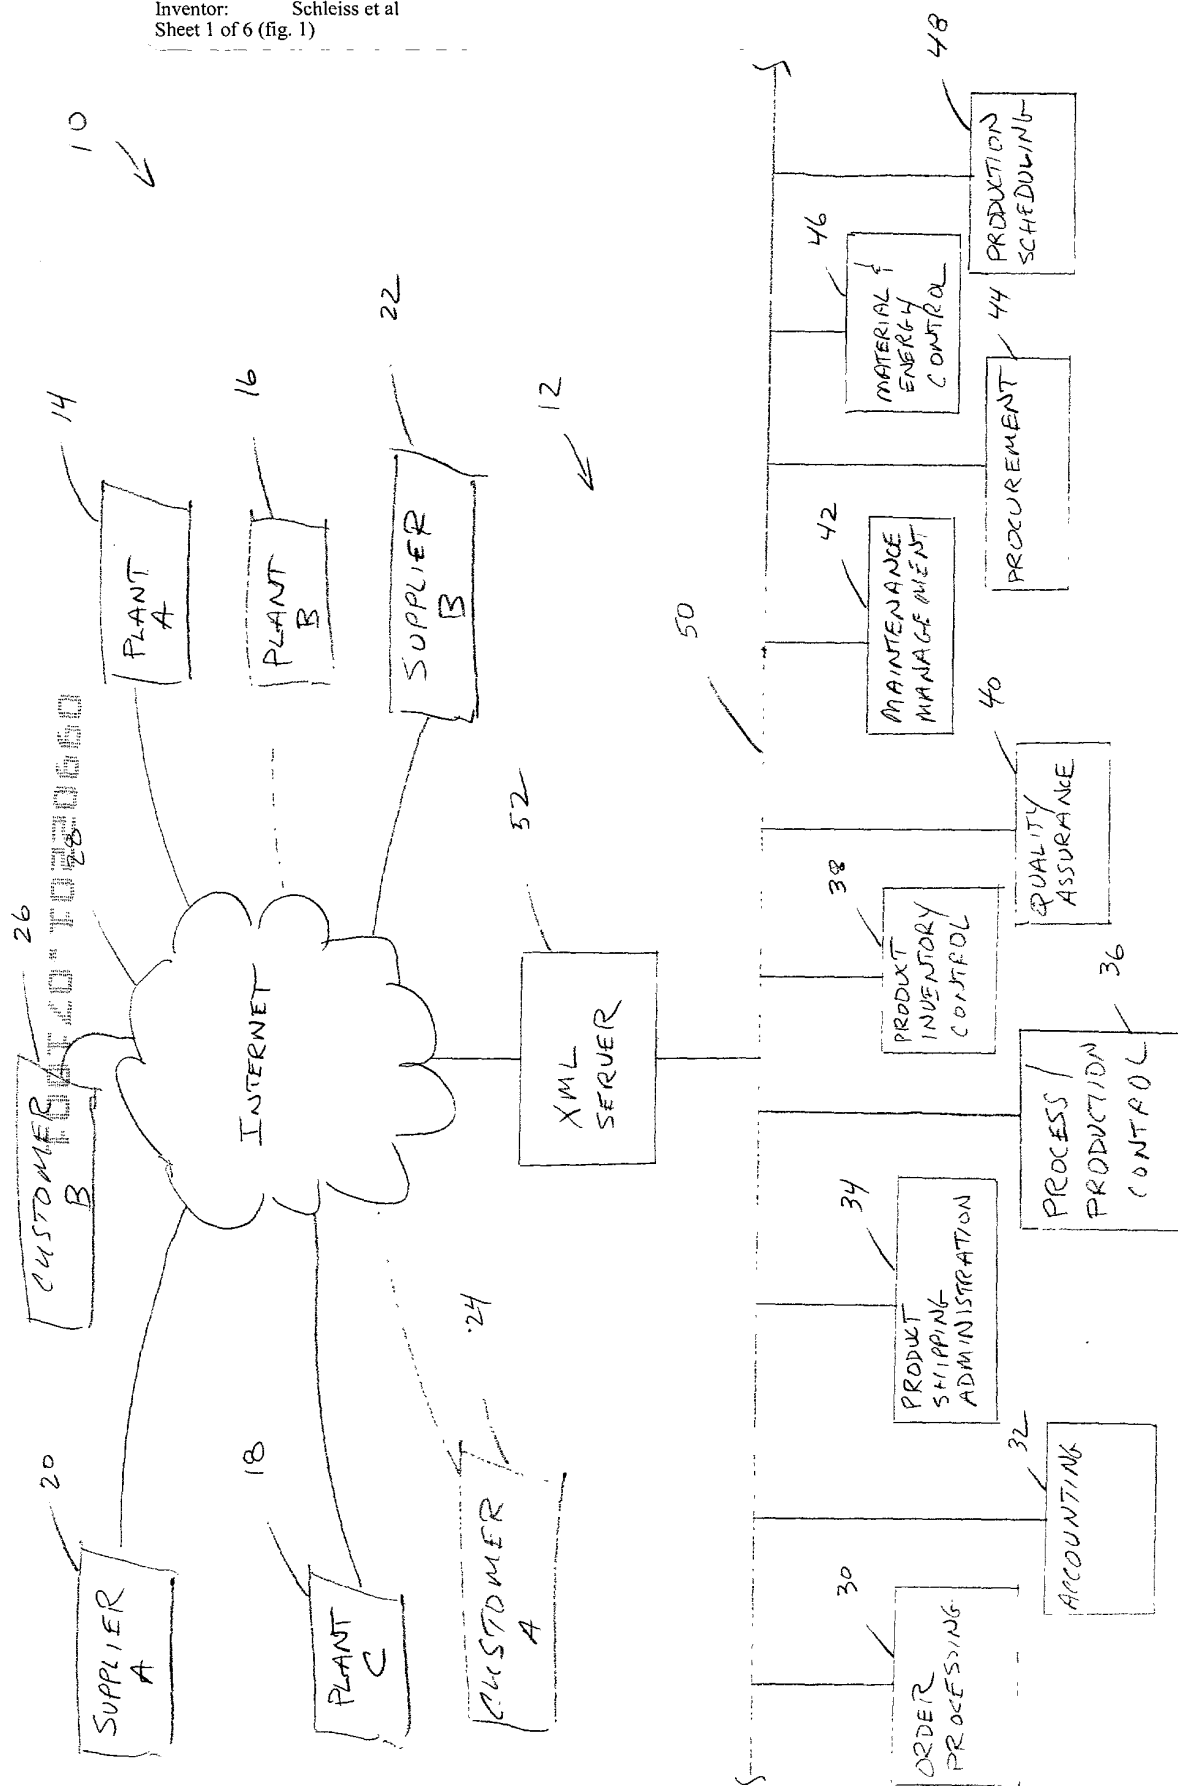 Inventor: Schleiss et al
Sheet 1 of 6 (fig. 1)
10
20
SUPPLIER
A
26
CUSTOMER
B
28
14
PLANT
A
18
PLANT
C
INTERNET
16
PLANT
B
24
CUSTOMER
A
22
SUPPLIER
B
52
XML
SERVER
12
50
30
ORDER
PROCESSING
32
ACCOUNTING
34
PRODUCT
SHIPPING
ADMINISTRATION
36
PROCESS/
PRODUCTION
CONTROL
38
PRODUCT
INVENTORY
CONTROL
40
QUALITY
ASSURANCE
42
MAINTENANCE
MANAGEMENT
44
PROCUREMENT
46
MATERIAL &
ENERGY
CONTROL
48
PRODUCTION
SCHEDULING